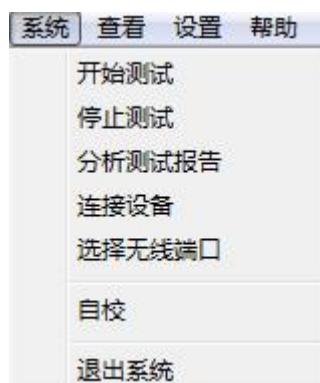 系统 查看 设置 帮助
开始测试
停止测试
分析测试报告
连接设备
选择无线端口
自校
退出系统